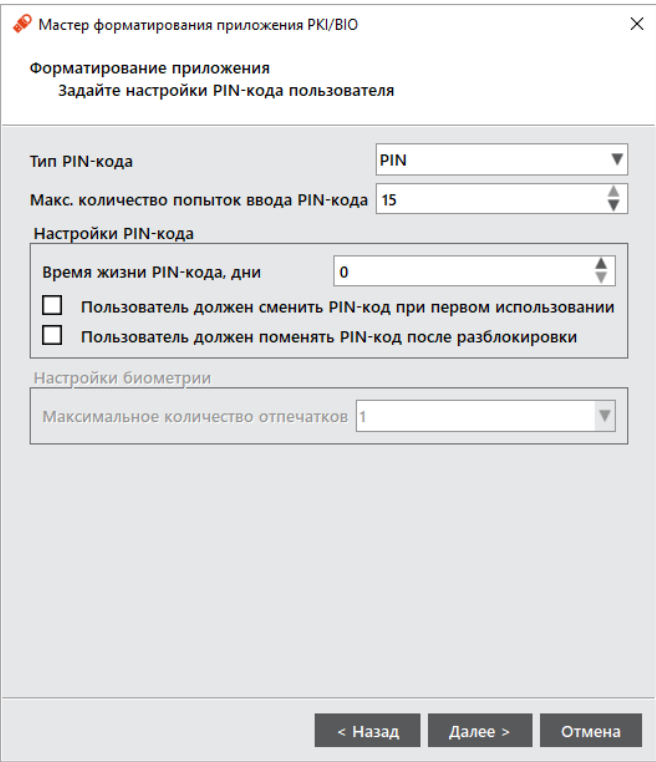 Мастер форматирования приложения PKI/BIO
Форматирование приложения
Задайте настройки PIN-кода пользователя
Тип PIN-кода PIN
Макс. количество попыток ввода PIN-кода 15
Настройки PIN-кода
Время жизни PIN-кода, дни 0
Пользователь должен сменить PIN-код при первом использовании
Пользователь должен поменять PIN-код после разблокировки
Настройки биометрии
Максимальное количество отпечатков 1
< Назад Далее > Отмена